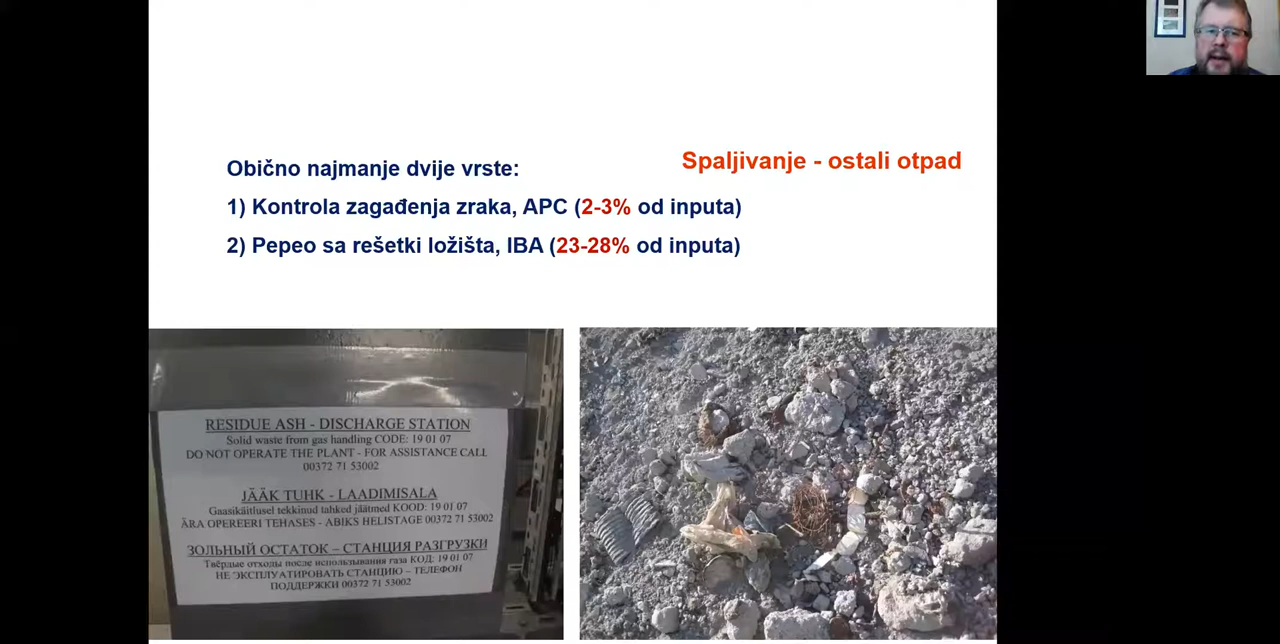 Spaljivanje - ostali otpad
Obično najmanje dvije vrste:
1) Kontrola zagađenja zraka, APC (2-3% od inputa)
2) Pepeo sa rešetki ložišta, IBA (23-28% od inputa)
RESIDUE ASH - DISCHARGE STATION
Solid waste from gas handling CODE: 19 01 07
DO NOT OPERATE THE PLANT - FOR ASSISTANCE CALL
00372 71 53002
JÄÄK TUHK - LAADIMISALA
Gaasikäitlusel tekkinud tahked jäätmed KOOD: 19 01 07
ÄRA OPEREERI TEHASES - ABIKS HELISTAGE 00372 71 53002
ЗОЛЬНЫЙ ОСТАТОК – СТАНЦИЯ РАЗГРУЗКИ
Твёрдые отходы после использывания газа КОД: 19 01 07
НЕ ЭКСПЛУАТИРОВАТЬ СТАНЦИЮ – ТЕЛЕФОН
ПОДДЕРЖКИ 00372 71 53002